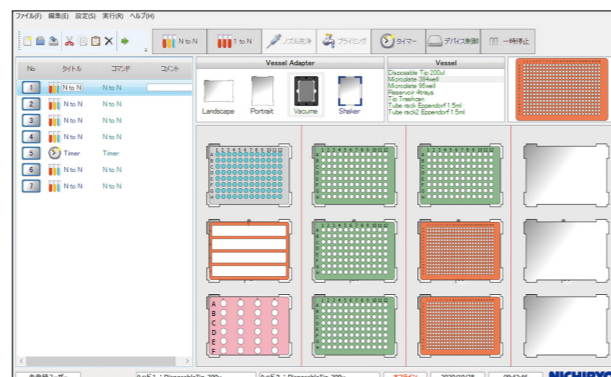 ファイル(F) 編集(E) 設定(S) 実行(R) ヘルプ(H)
N to N 1 to N ノズル洗浄 プライミング タイマー デバイス制御 一時停止
No タイトル コマンド コメント
1 N to N N to N
2 N to N N to N
3 N to N N to N
4 N to N N to N
5 Timer Timer
6 N to N N to N
7 N to N N to N
Vessel Adapter
Landscape Portrait Vacume Shaker
Vessel
Disposable Tip 200ul
Microplate 384well
Microplate 96well
Reservoir 4trays
Tip Trashcan
Tube rack Eppendorf 1.5ml
Tube rack2 Eppendorf 1.5ml
A
B
C
D
E
F
NICHIRYO